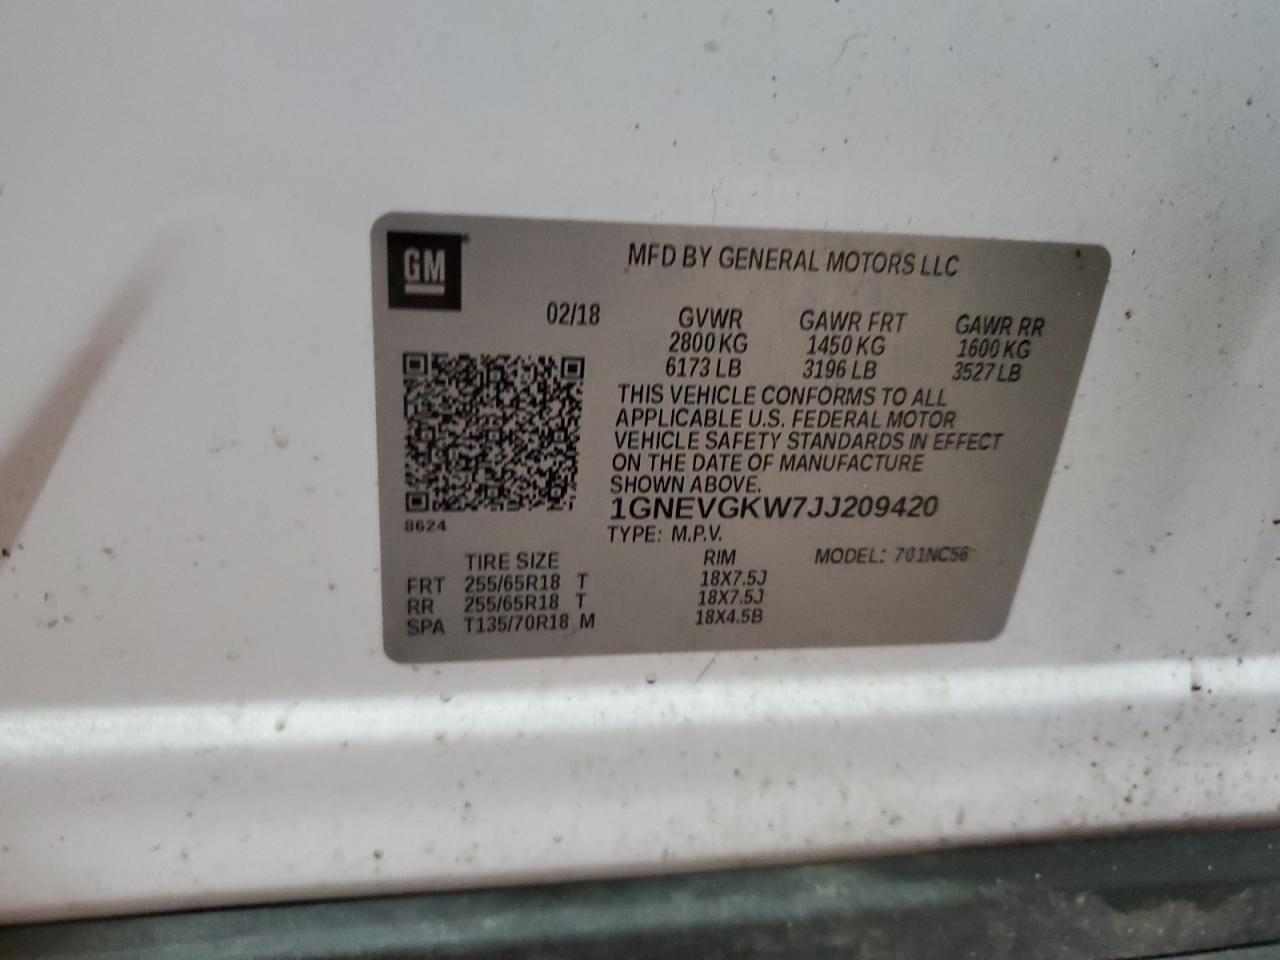 GM
MFD BY GENERAL MOTORS LLC
02/18 GVWR GAWR FRT GAWR RR
2800 KG 1450 KG 1600 KG
6173 LB 3196 LB 3527 LB
THIS VEHICLE CONFORMS TO ALL
APPLICABLE U.S. FEDERAL MOTOR
VEHICLE SAFETY STANDARDS IN EFFECT
ON THE DATE OF MANUFACTURE
SHOWN ABOVE.
1GNEVGKW7JJ209420
8624
TYPE: M.P.V.
TIRE SIZE RIM MODEL: 701NC56
FRT 255/65R18 T 18X7.5J
RR 255/65R18 T 18X7.5J
SPA T135/70R18 M 18X4.5B